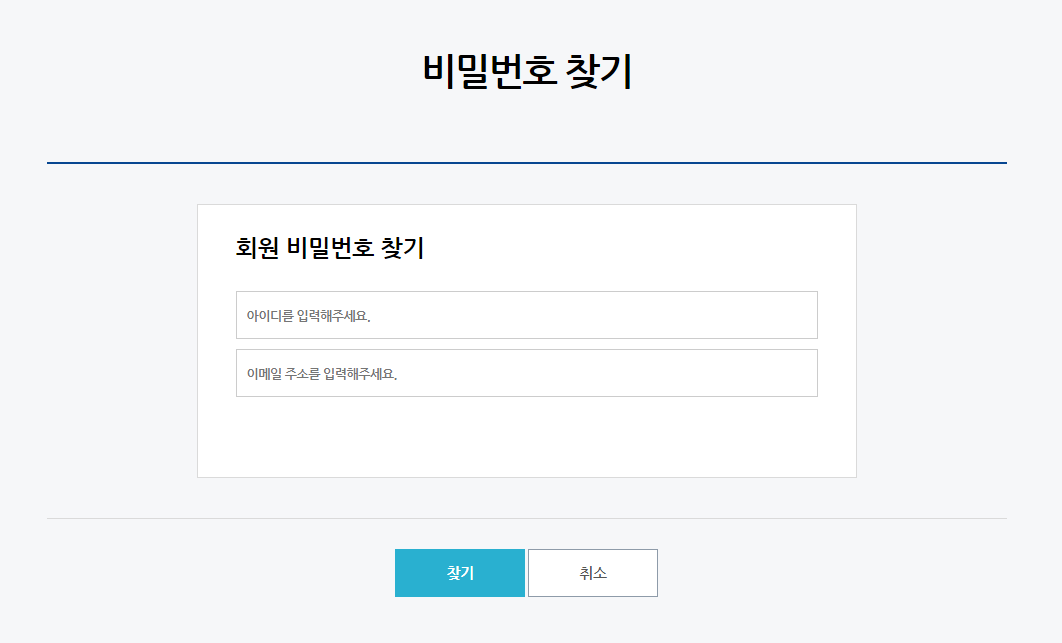 비밀번호 찾기
회원 비밀번호 찾기
아이디를 입력해주세요.
이메일 주소를 입력해주세요.
찾기
취소